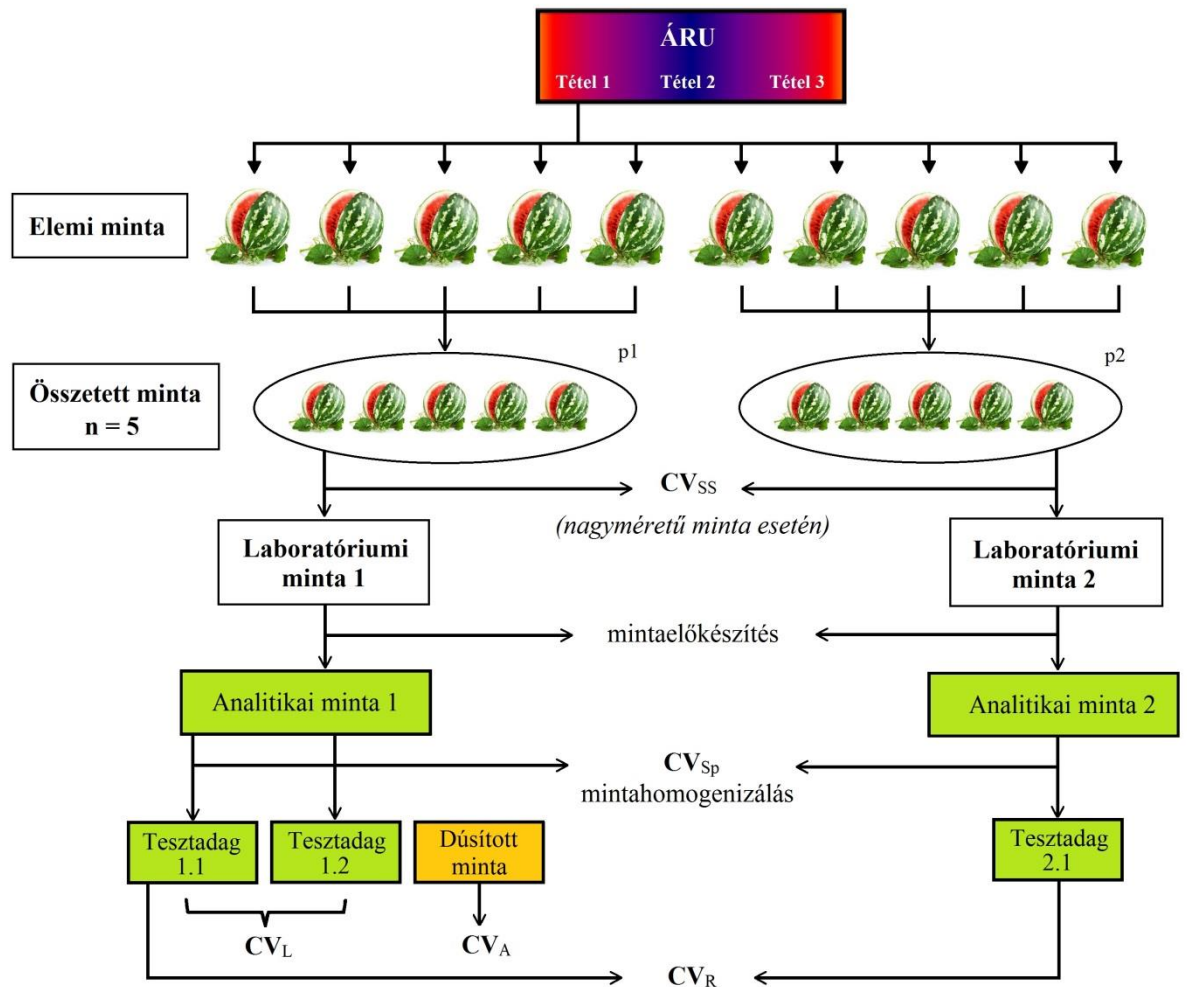 ÁRU
Tétel 1 Tétel 2 Tétel 3
Elemi minta
p1
p2
Összetett minta
n = 5
CVSS
(nagyméretű minta esetén)
Laboratóriumi
minta 1
Laboratóriumi
minta 2
mintaelőkészítés
Analitikai minta 1
Analitikai minta 2
CVSp
mintahomogenizálás
Tesztadag
1.1
Tesztadag
1.2
Dúsított
minta
Tesztadag
2.1
CVL
CVA
CVR